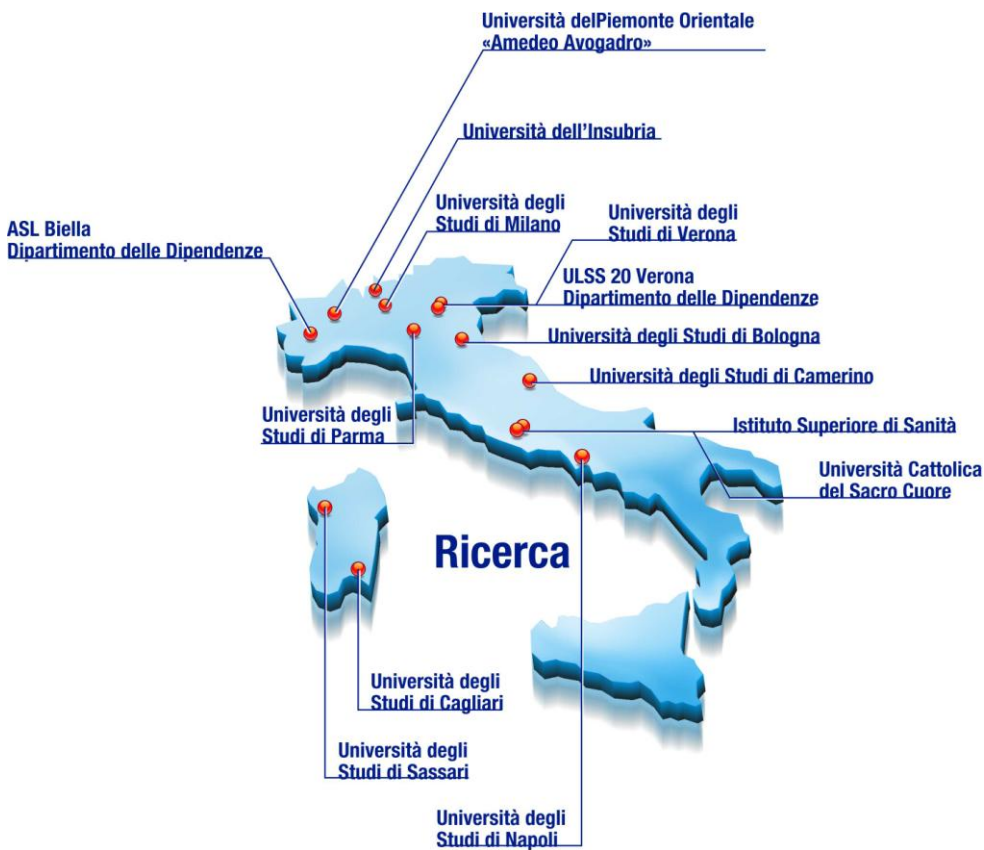 Università delPiemonte Orientale
«Amedeo Avogadro»
Università dell'Insubria
Università degli
Studi di Milano
Università degli
Studi di Verona
ASL Biella
Dipartimento delle Dipendenze
ULSS 20 Verona
Dipartimento delle Dipendenze
Università degli Studi di Bologna
Università degli Studi di Camerino
Università degli
Studi di Parma
Istituto Superiore di Sanità
Università Cattolica
del Sacro Cuore
Ricerca
Università degli
Studi di Cagliari
Università degli
Studi di Sassari
Università degli
Studi di Napoli